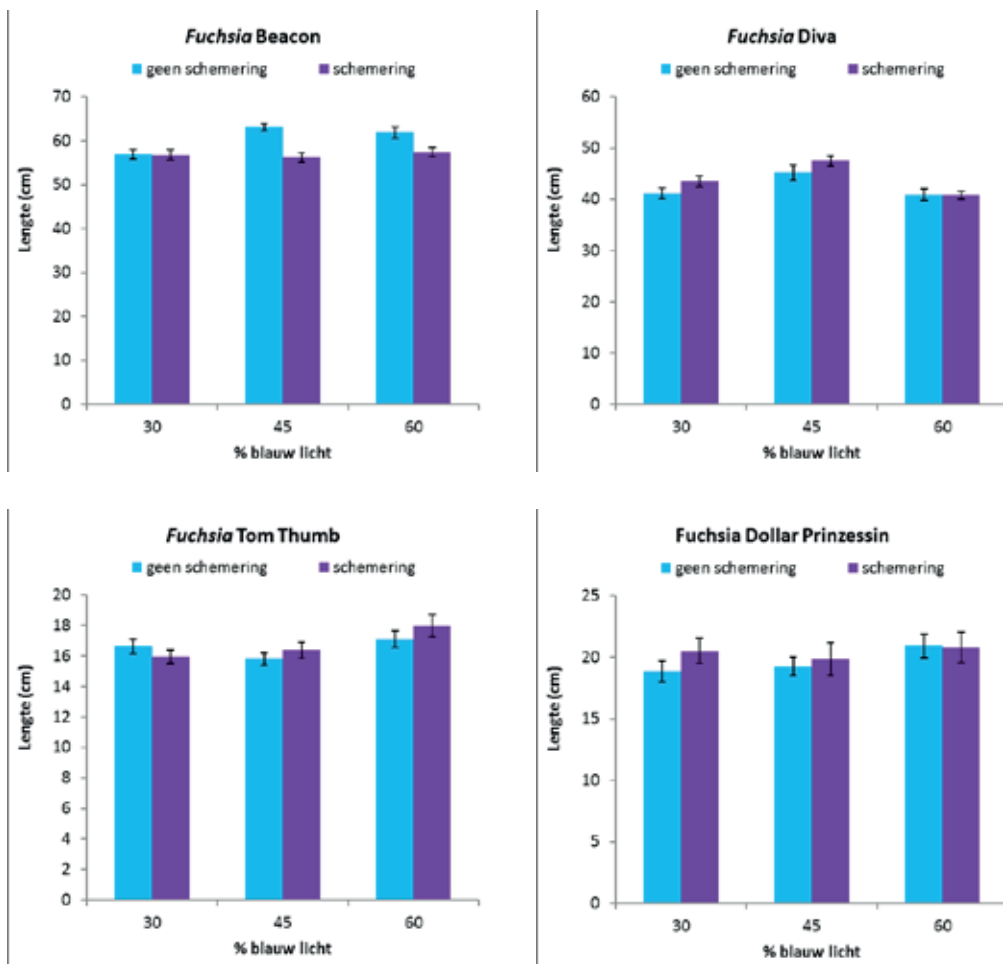 Fuchsia Beacon
geen schemering schemering
Lengte (cm)
70
60
50
40
30
20
10
0
30 45 60
% blauw licht
Fuchsia Diva
geen schemering schemering
Lengte (cm)
60
50
40
30
20
10
0
30 45 60
% blauw licht
Fuchsia Tom Thumb
geen schemering schemering
Lengte (cm)
20
18
16
14
12
10
8
6
4
2
0
30 45 60
% blauw licht
Fuchsia Dollar Prinzessin
geen schemering schemering
Lengte (cm)
25
20
15
10
5
0
30 45 60
% blauw licht